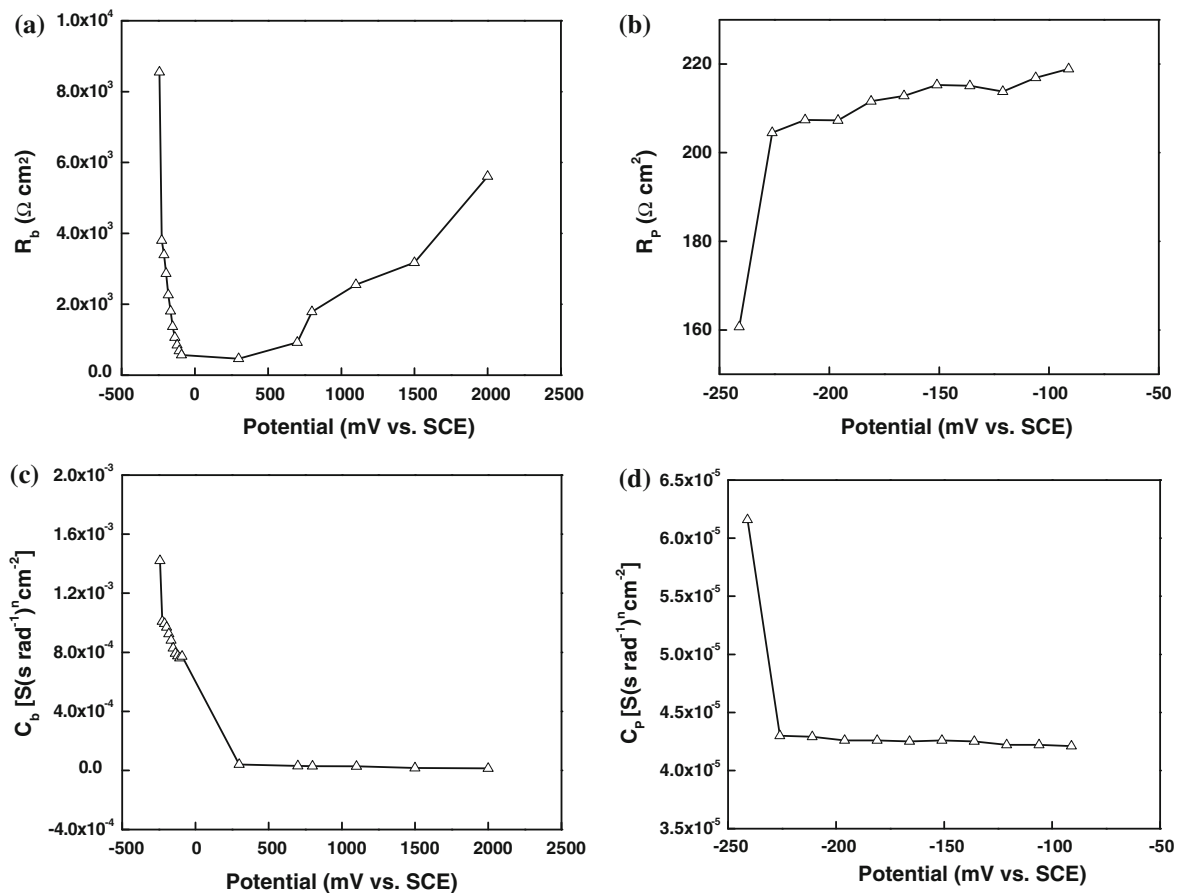 (a)
1.0x10⁴
8.0x10³
6.0x10³
4.0x10³
2.0x10³
0.0
R_b (Ω cm²)
-500 0 500 1000 1500 2000 2500
Potential (mV vs. SCE)
(b)
220
200
180
160
R_P (Ω cm²)
-250 -200 -150 -100 -50
Potential (mV vs. SCE)
(c)
2.0x10⁻³
1.6x10⁻³
1.2x10⁻³
8.0x10⁻⁴
4.0x10⁻⁴
0.0
-4.0x10⁻⁴
C_b [S(s rad⁻¹)ⁿcm⁻²]
-500 0 500 1000 1500 2000 2500
Potential (mV vs. SCE)
(d)
6.5x10⁻⁵
6.0x10⁻⁵
5.5x10⁻⁵
5.0x10⁻⁵
4.5x10⁻⁵
4.0x10⁻⁵
3.5x10⁻⁵
C_P [S(s rad⁻¹)ⁿcm⁻²]
-250 -200 -150 -100 -50
Potential (mV vs. SCE)